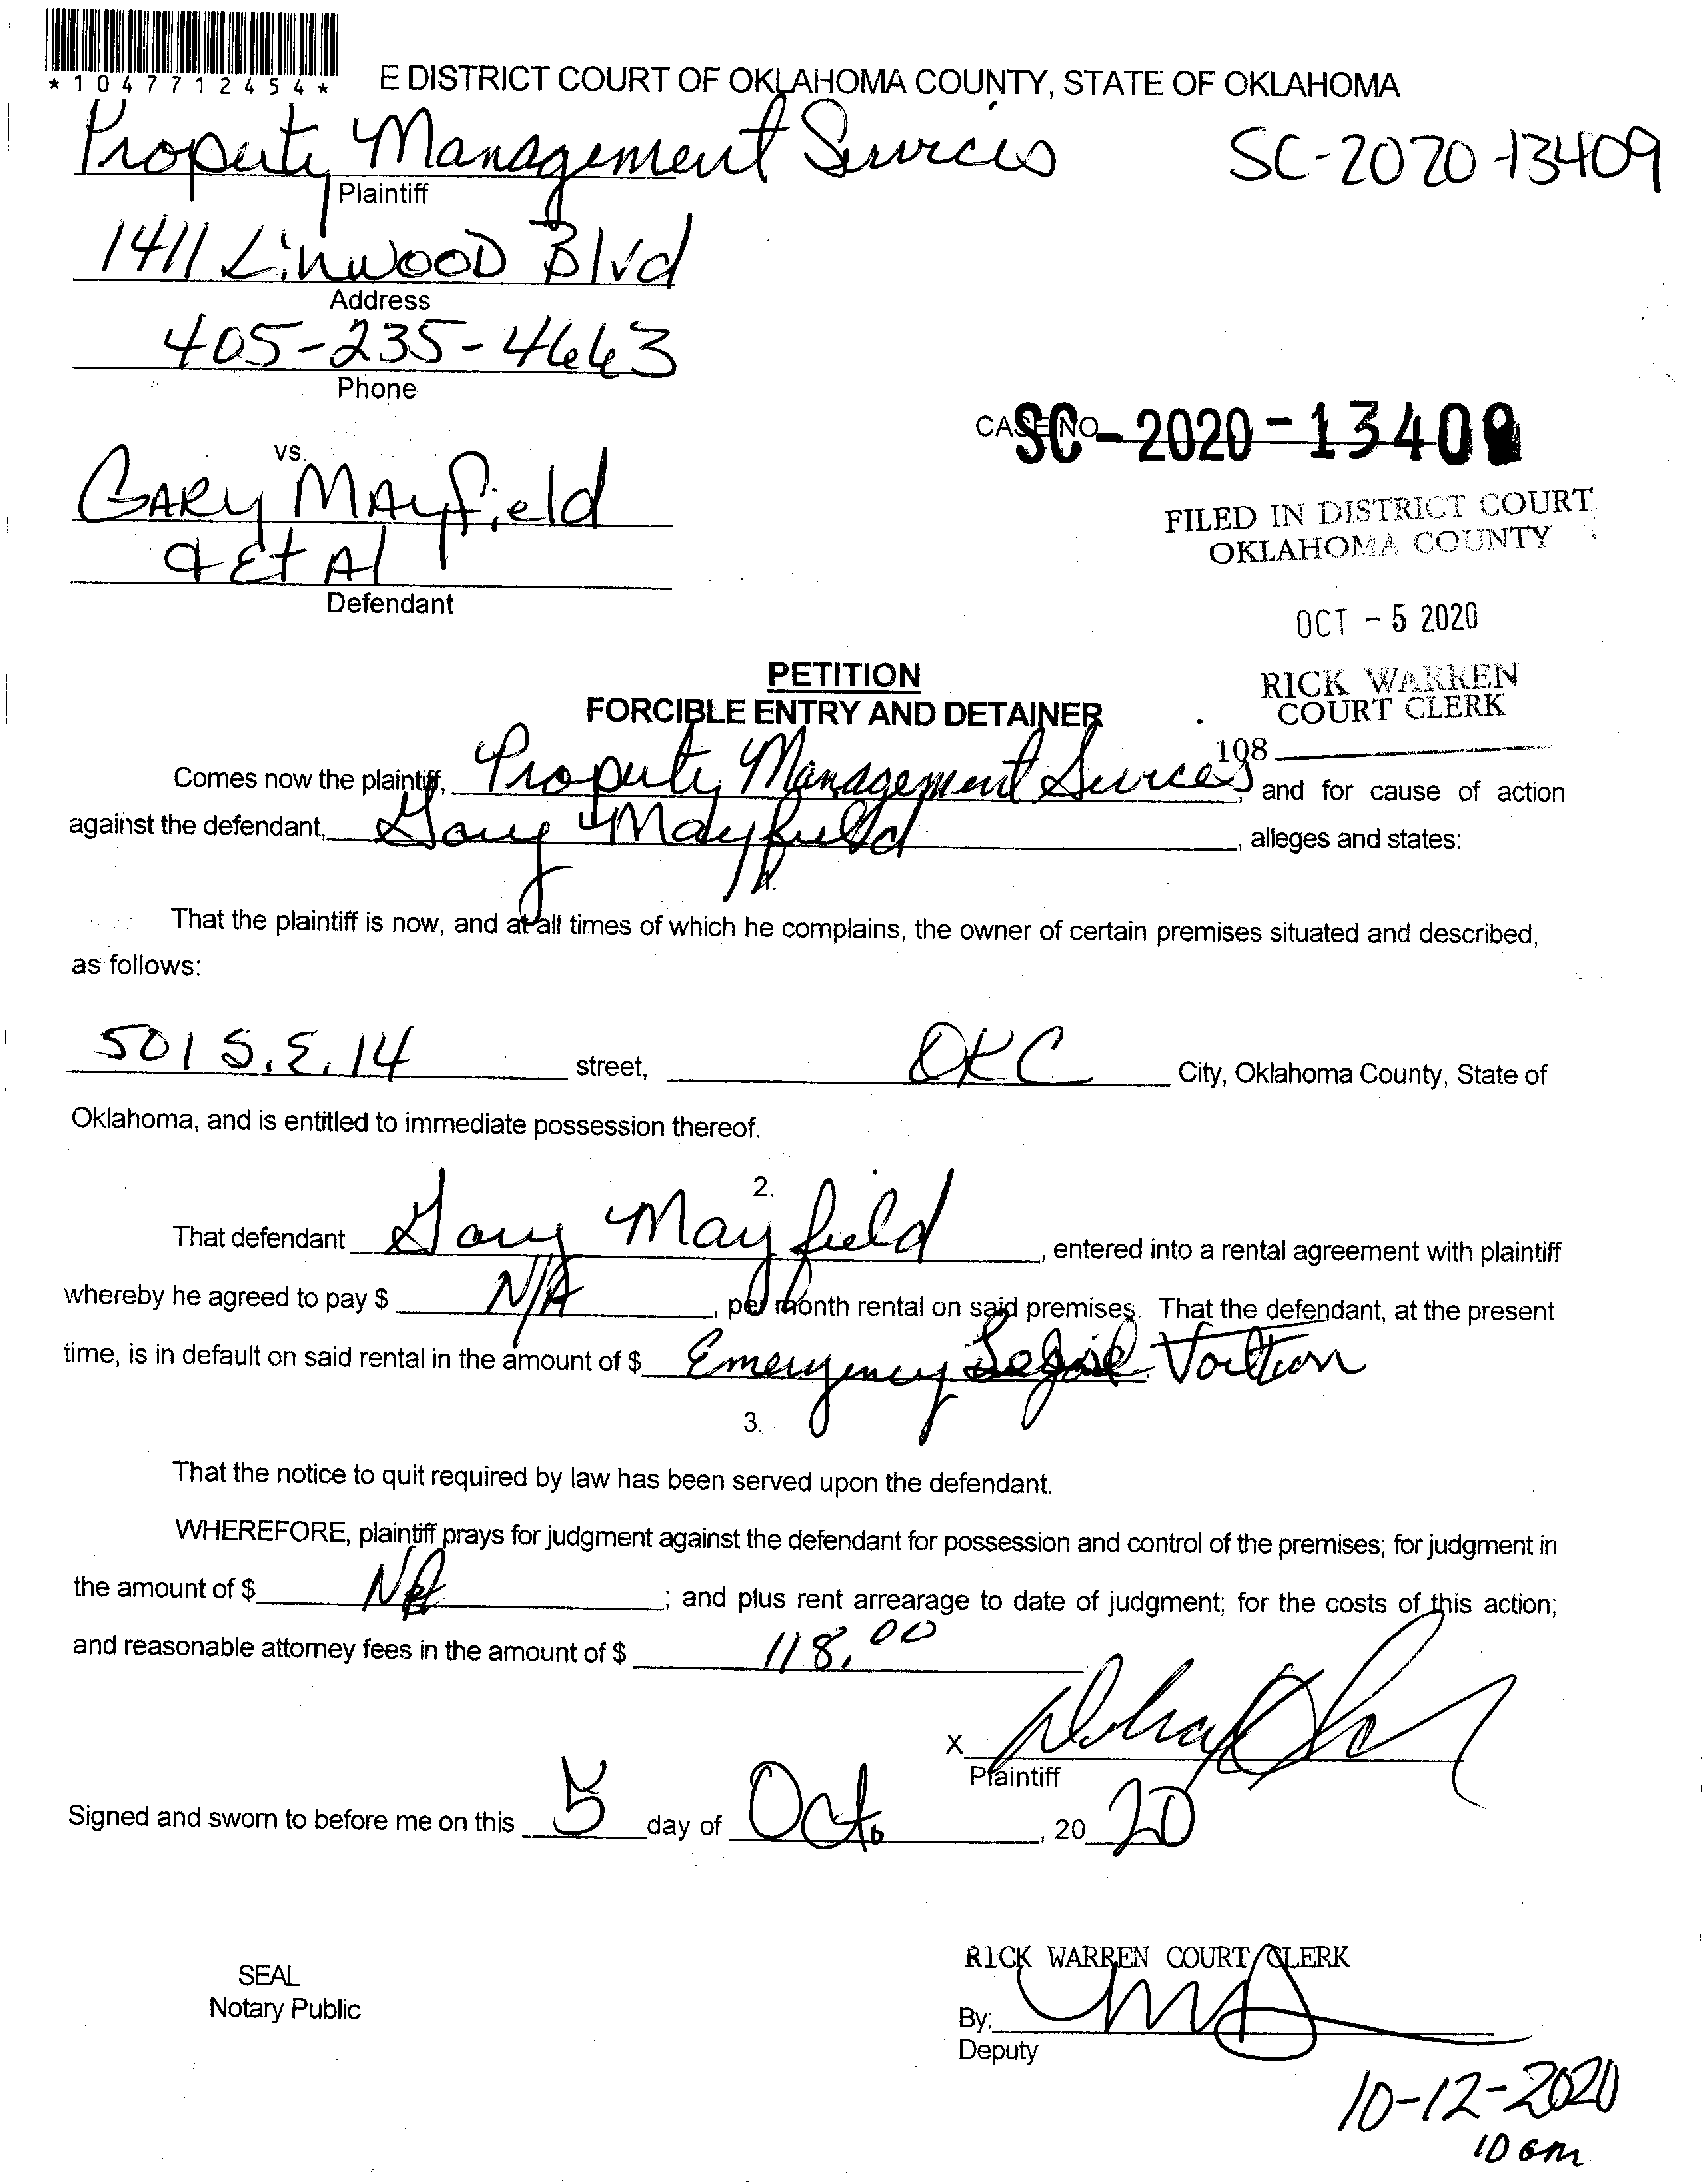 *1047712454*
E DISTRICT COURT OF OKLAHOMA COUNTY, STATE OF OKLAHOMA
Property Management Services SC-2020-13409
Plaintiff
1411 Linwood Blvd
Address
405-235-4663
Phone
CASE NO. SC-2020-13409
vs.
Gary Mayfield
& Et Al
Defendant
FILED IN DISTRICT COURT
OKLAHOMA COUNTY
OCT - 5 2020
RICK WARREN
COURT CLERK
108
PETITION
FORCIBLE ENTRY AND DETAINER
Comes now the plaintiff, Property Management Services, and for cause of action
against the defendant, Gary Mayfield, alleges and states:
That the plaintiff is now, and at all times of which he complains, the owner of certain premises situated and described,
as follows:
501 S.E. 14 street, OKC City, Oklahoma County, State of
Oklahoma, and is entitled to immediate possession thereof.
2.
That defendant Gary Mayfield, entered into a rental agreement with plaintiff
whereby he agreed to pay $ N/A, per month rental on said premises. That the defendant, at the present
time, is in default on said rental in the amount of $ Emergency
3.
That the notice to quit required by law has been served upon the defendant.
WHEREFORE, plaintiff prays for judgment against the defendant for possession and control of the premises; for judgment in
the amount of $ NA; and plus rent arrearage to date of judgment; for the costs of this action;
and reasonable attorney fees in the amount of $ 118.00
X
Plaintiff
Signed and sworn to before me on this 5 day of Oct., 2020
RICK WARREN COURT CLERK
SEAL
Notary Public
By:
Deputy
10-12-2020
10 am